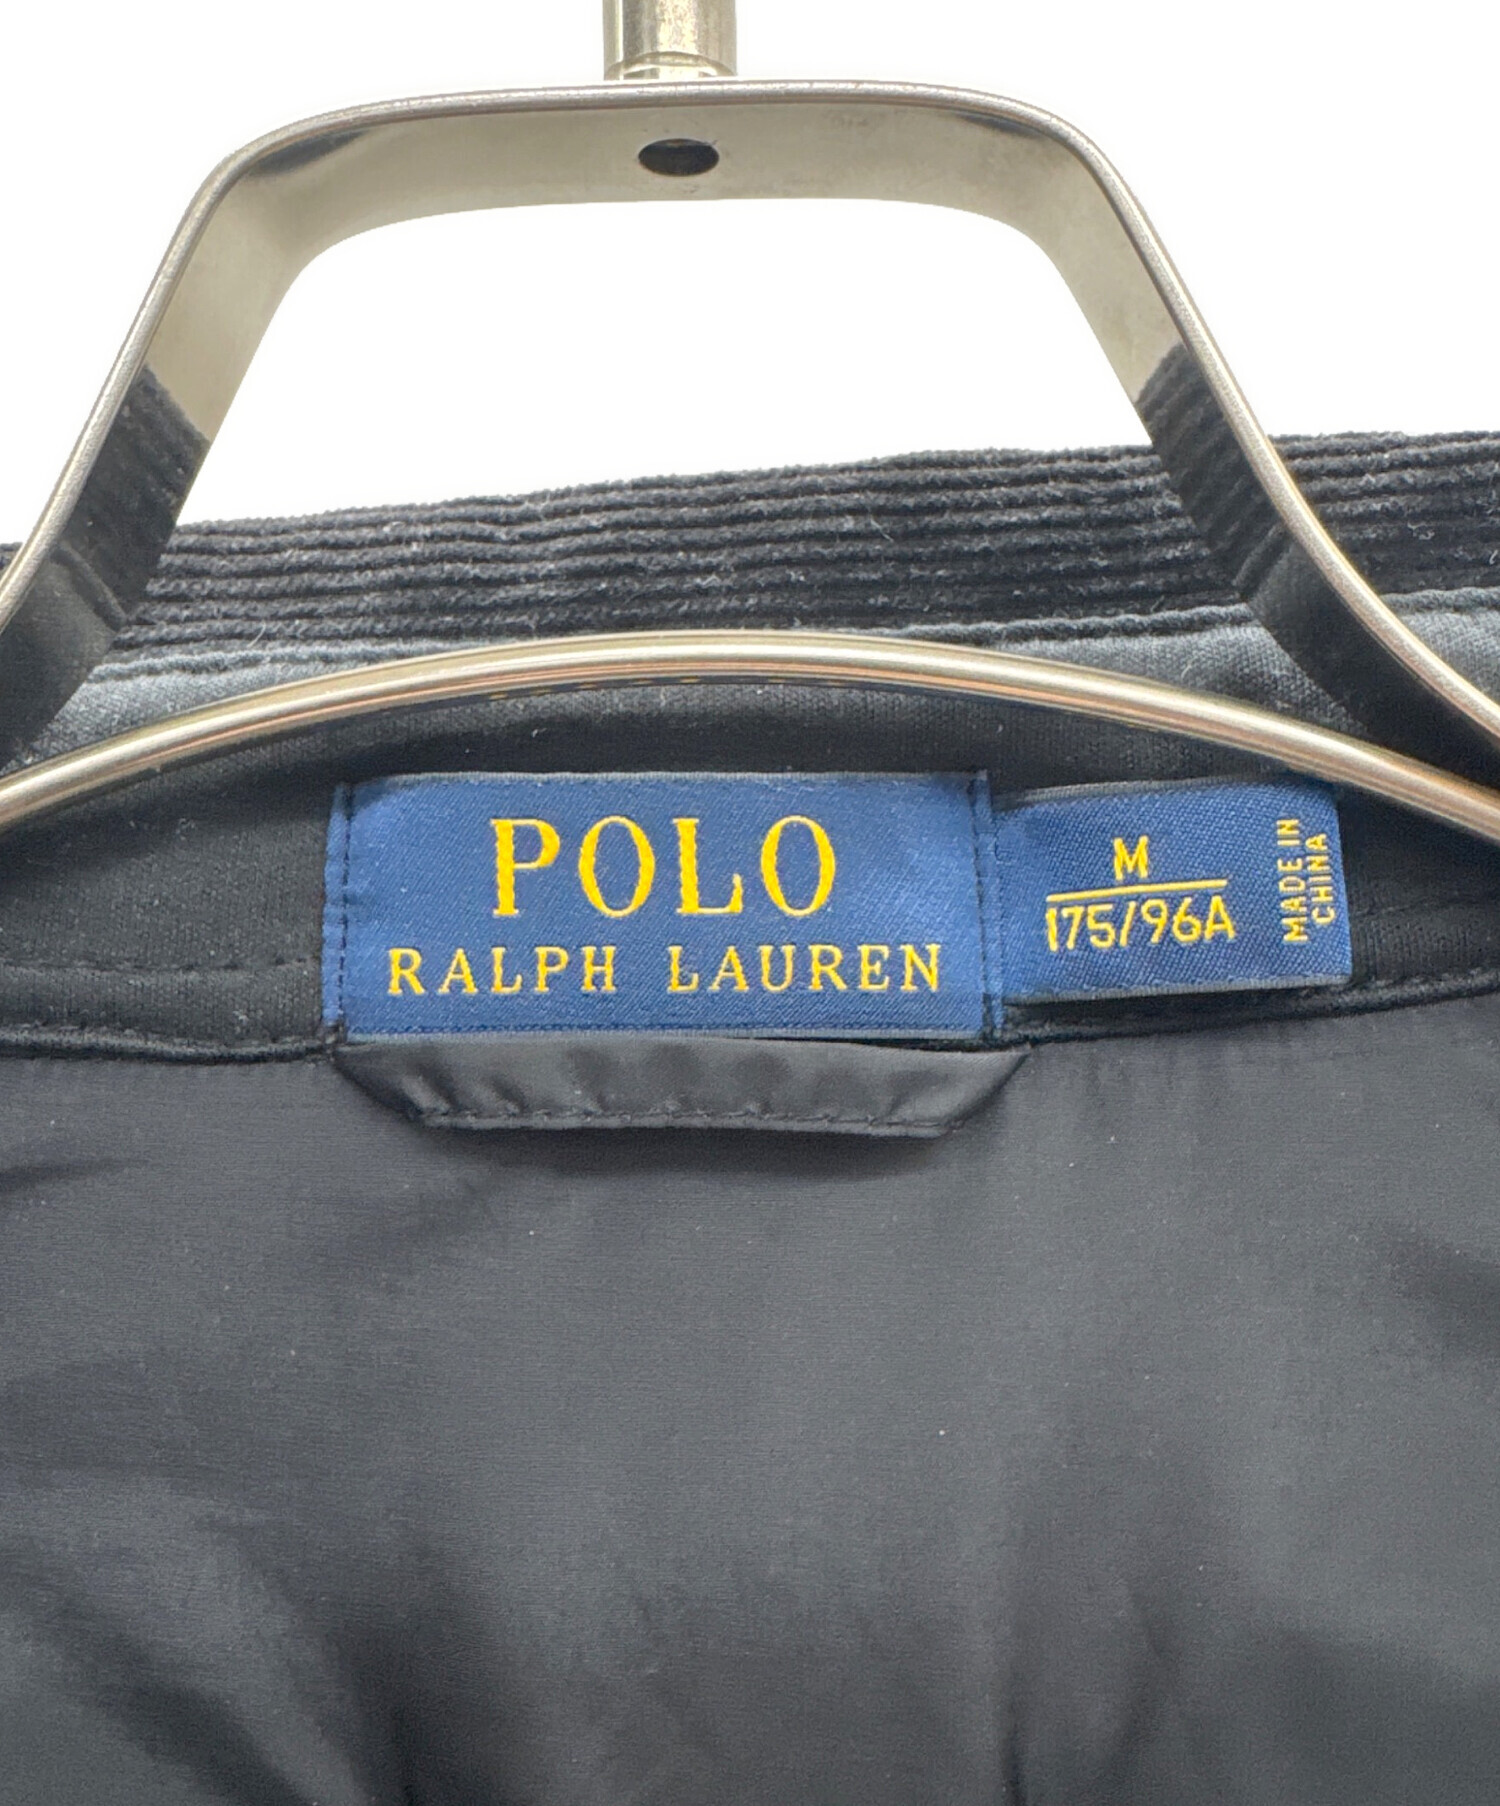 POLO
RALPH LAUREN
M
175/96A
MADE IN
CHINA